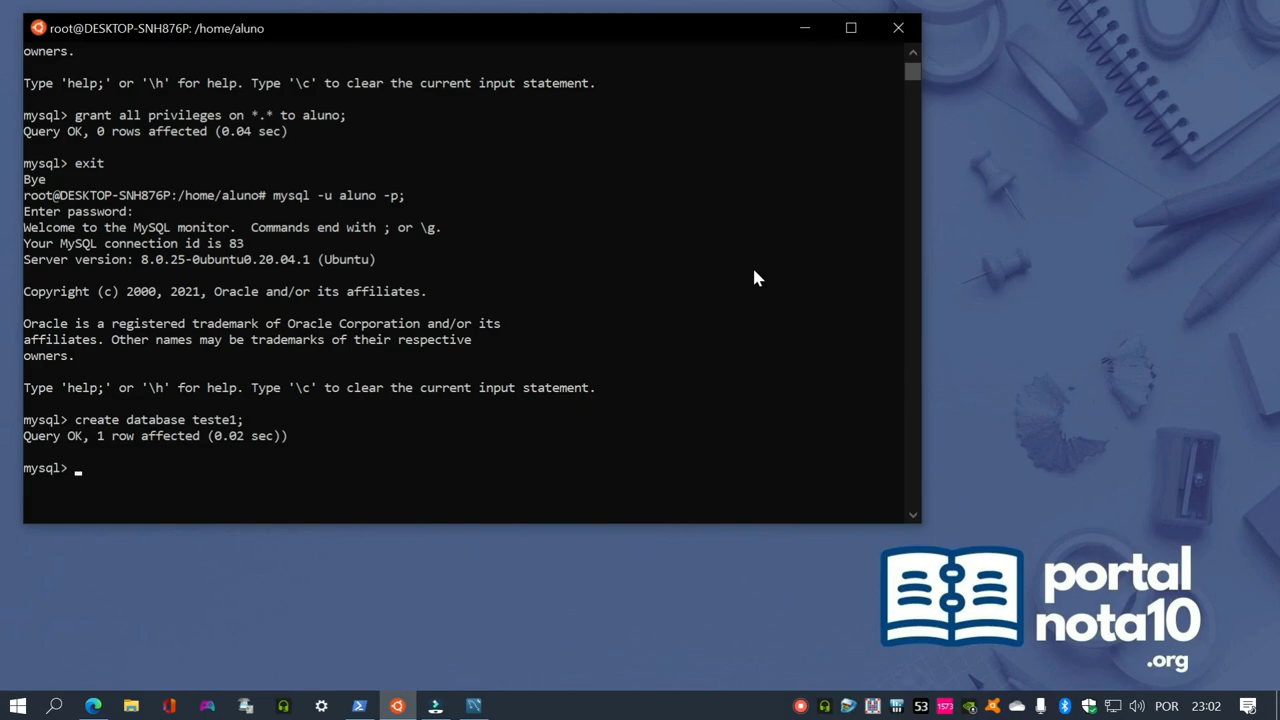 root@DESKTOP-SNH876P: /home/aluno
owners.
Type 'help;' or '\h' for help. Type '\c' to clear the current input statement.
mysql> grant all privileges on *.* to aluno;
Query OK, 0 rows affected (0.04 sec)
mysql> exit
Bye
root@DESKTOP-SNH876P:/home/aluno# mysql -u aluno -p;
Enter password:
Welcome to the MySQL monitor.  Commands end with ; or \g.
Your MySQL connection id is 83
Server version: 8.0.25-0ubuntu0.20.04.1 (Ubuntu)
Copyright (c) 2000, 2021, Oracle and/or its affiliates.
Oracle is a registered trademark of Oracle Corporation and/or its
affiliates. Other names may be trademarks of their respective
owners.
Type 'help;' or '\h' for help. Type '\c' to clear the current input statement.
mysql> create database teste1;
Query OK, 1 row affected (0.02 sec))
mysql>
portal
nota10
.org
53
1573
POR
23:02